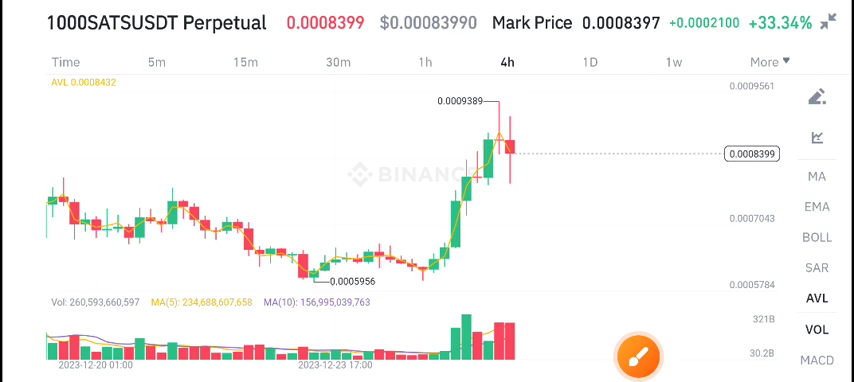 1000SATSUSDT Perpetual 0.0008399 $0.00083990 Mark Price 0.0008397 +0.0002100 +33.34%
Time 5m 15m 30m 1h 4h 1D 1w More
AVL 0.0008432
0.0009561
0.0009389
BINANCE
0.0008399
MA
EMA
0.0007043
BOLL
SAR
0.0005956
0.0005784
AVL
Vol: 260,593,660,597 MA(5): 234,688,607,658 MA(10): 156,995,039,763
321B
VOL
30.2B
MACD
2023-12-20 01:00 2023-12-23 17:00